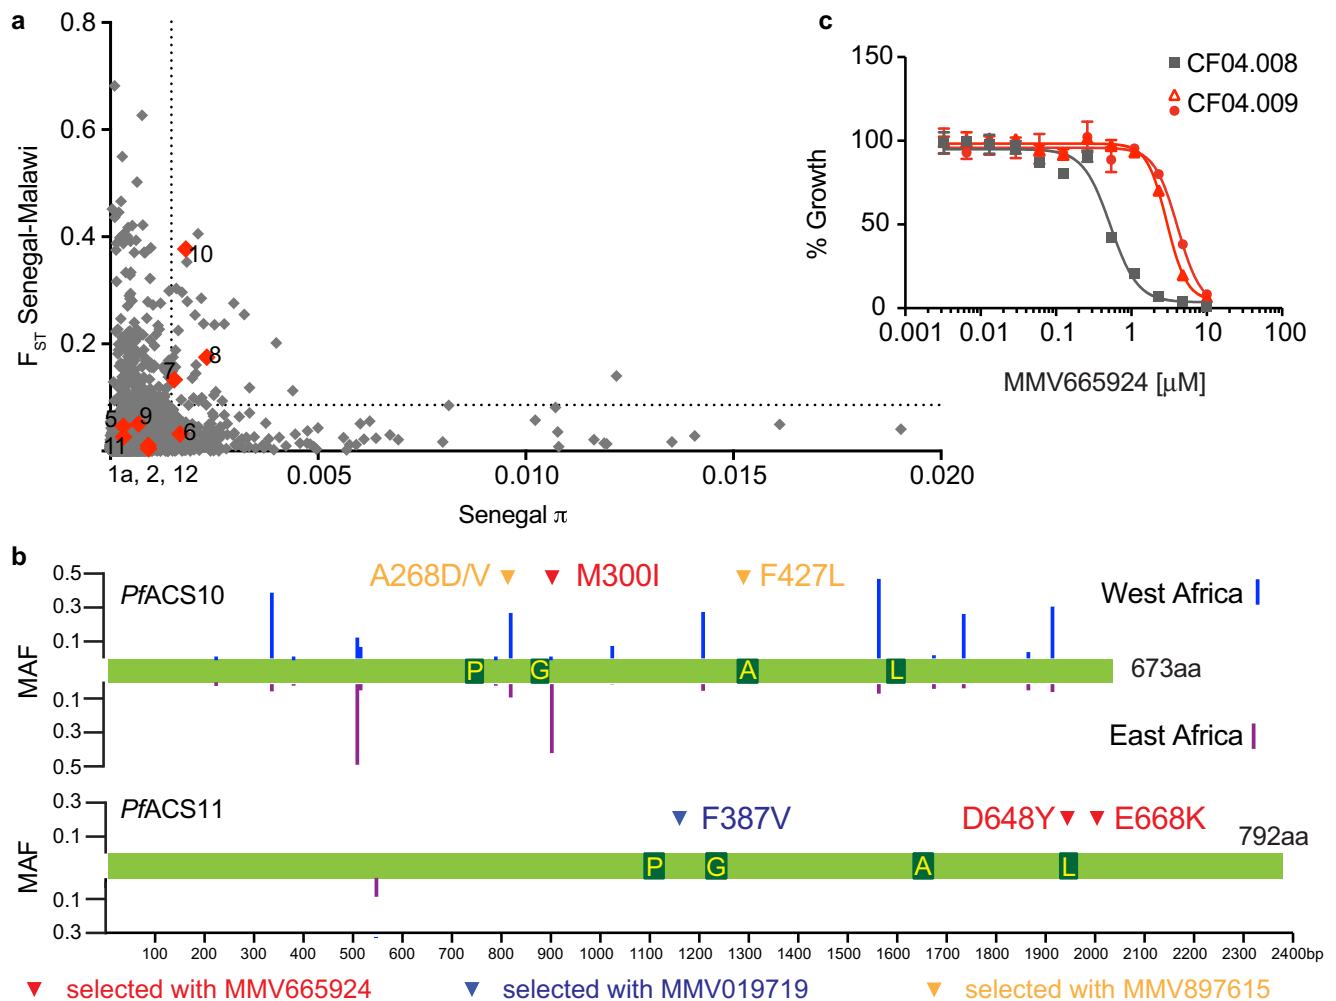 a
0.8
0.6
0.4
0.2
F_ST Senegal-Malawi
10
8
7
5
9
6
11
1a, 2, 12
0.005
0.010
0.015
0.020
Senegal π
c
150
100
50
0
% Growth
CF04.008
CF04.009
0.001
0.01
0.1
1
10
100
MMV665924 [μM]
b
0.5
0.3
0.1
0.1
0.3
0.5
MAF
PfACS10
A268D/V
M300I
F427L
West Africa
P
G
A
L
673aa
East Africa
0.3
0.1
0.1
0.3
MAF
PfACS11
F387V
D648Y
E668K
792aa
P
G
A
L
100 200 300 400 500 600 700 800 900 1000 1100 1200 1300 1400 1500 1600 1700 1800 1900 2000 2100 2200 2300 2400bp
selected with MMV665924
selected with MMV019719
selected with MMV897615